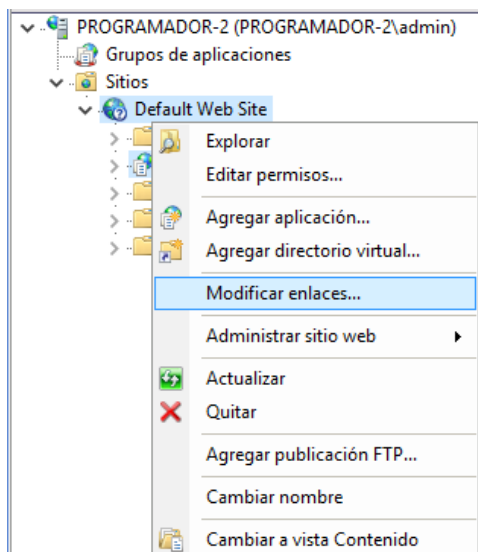 PROGRAMADOR-2 (PROGRAMADOR-2\admin)
Grupos de aplicaciones
Sitios
Default Web Site
Explorar
Editar permisos...
Agregar aplicación...
Agregar directorio virtual...
Modificar enlaces...
Administrar sitio web
Actualizar
Quitar
Agregar publicación FTP...
Cambiar nombre
Cambiar a vista Contenido